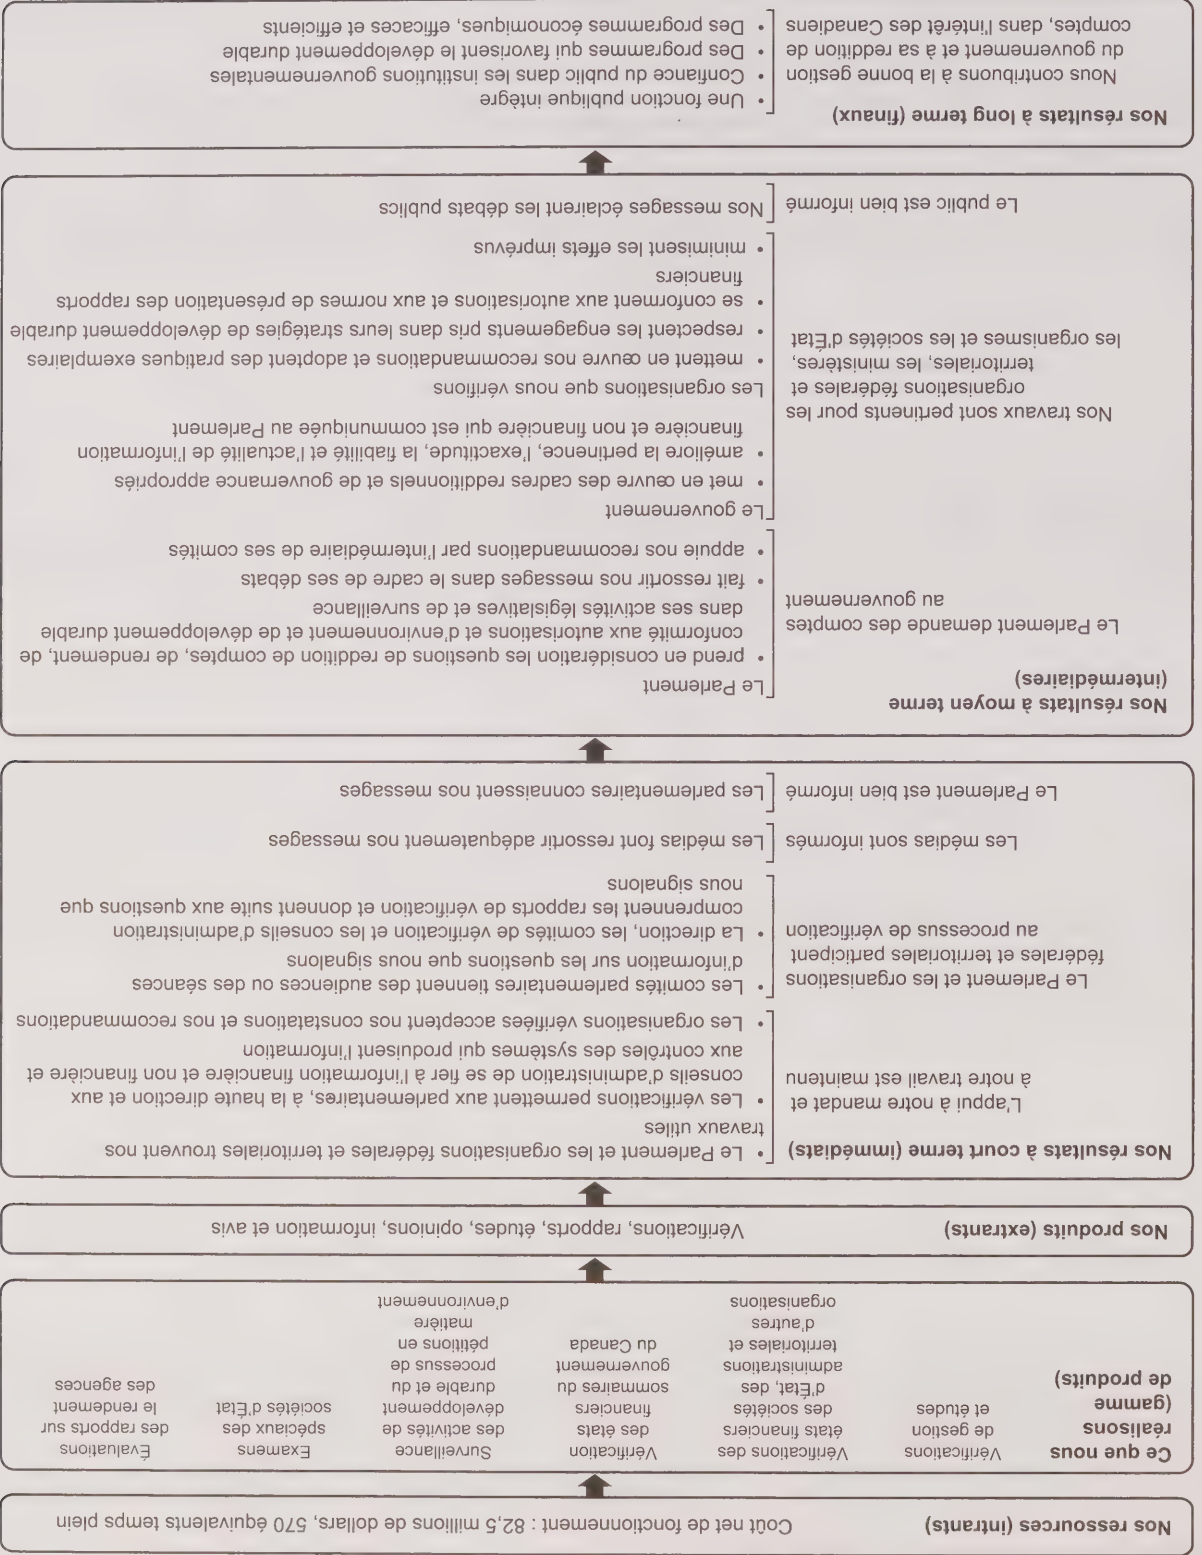 Nos ressources (intrants)
Coût net de fonctionnement : 82,5 millions de dollars, 570 équivalents temps plein
Ce que nous
réalisons
(gamme
de produits)
Vérifications
de gestion
et études
Vérifications des
états financiers
des sociétés
d'État, des
administrations
territoriales et
d'autres
organisations
Vérification
des états
financiers
sommaires du
gouvernement
du Canada
Surveillance
des activités de
développement
durable et du
processus de
pétitions en
matière
d'environnement
Examens
spéciaux des
sociétés d'État
Évaluations
des rapports sur
le rendement
des agences
Nos produits (extrants)
Vérifications, rapports, études, opinions, information et avis
Nos résultats à court terme (immédiats)
L'appui à notre mandat et
à notre travail est maintenu
• Le Parlement et les organisations fédérales et territoriales trouvent nos
travaux utiles
• Les vérifications permettent aux parlementaires, à la haute direction et aux
conseils d'administration de se fier à l'information financière et non financière et
aux contrôles des systèmes qui produisent l'information
• Les organisations vérifiées acceptent nos constatations et nos recommandations
Le Parlement et les organisations
fédérales et territoriales participent
au processus de vérification
• Les comités parlementaires tiennent des audiences ou des séances
d'information sur les questions que nous signalons
• La direction, les comités de vérification et les conseils d'administration
comprennent les rapports de vérification et donnent suite aux questions que
nous signalons
Les médias sont informés
Les médias font ressortir adéquatement nos messages
Le Parlement est bien informé
Les parlementaires connaissent nos messages
Nos résultats à moyen terme
(intermédiaires)
Le Parlement demande des comptes
au gouvernement
Le Parlement
• prend en considération les questions de reddition de comptes, de rendement, de
conformité aux autorisations et d'environnement et de développement durable
dans ses activités législatives et de surveillance
• fait ressortir nos messages dans le cadre de ses débats
• appuie nos recommandations par l'intermédiaire de ses comités
Nos travaux sont pertinents pour les
organisations fédérales et
territoriales, les ministères,
les organismes et les sociétés d'État
Le gouvernement
• met en œuvre des cadres redditionnels et de gouvernance appropriés
• améliore la pertinence, l'exactitude, la fiabilité et l'actualité de l'information
financière et non financière qui est communiquée au Parlement
Les organisations que nous vérifions
• mettent en œuvre nos recommandations et adoptent des pratiques exemplaires
• respectent les engagements pris dans leurs stratégies de développement durable
• se conforment aux autorisations et aux normes de présentation des rapports
financiers
• minimisent les effets imprévus
Le public est bien informé
Nos messages éclairent les débats publics
Nos résultats à long terme (finaux)
Nous contribuons à la bonne gestion
du gouvernement et à sa reddition de
comptes, dans l'intérêt des Canadiens
• Une fonction publique intègre
• Confiance du public dans les institutions gouvernementales
• Des programmes qui favorisent le développement durable
• Des programmes économiques, efficaces et efficients